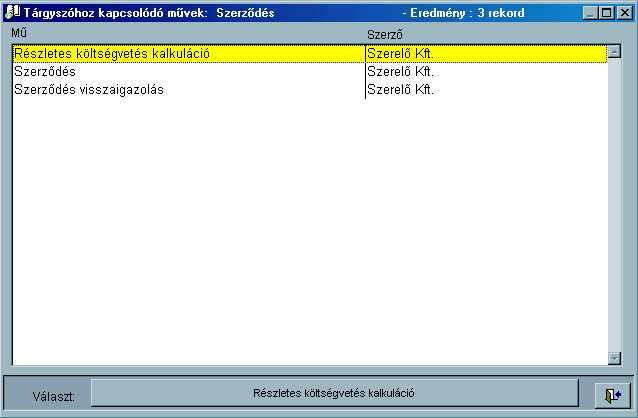 Tárgyszóhoz kapcsolódó művek: Szerződés - Eredmény : 3 rekord
Mű Szerző
Részletes költségvetés kalkuláció Szerelő Kft.
Szerződés Szerelő Kft.
Szerződés visszaigazolás Szerelő Kft.
Választ: Részletes költségvetés kalkuláció